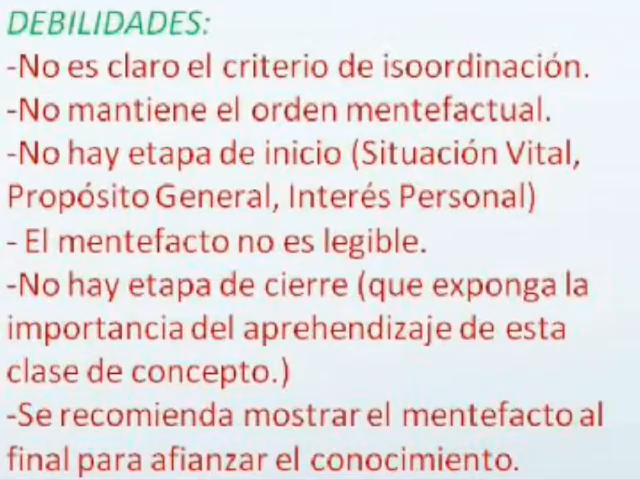 DEBILIDADES:
-No es claro el criterio de isoordinación.
-No mantiene el orden mentefactual.
-No hay etapa de inicio (Situación Vital,
Propósito General, Interés Personal)
- El mentefacto no es legible.
-No hay etapa de cierre (que exponga la
importancia del aprehendizaje de esta
clase de concepto.)
-Se recomienda mostrar el mentefacto al
final para afianzar el conocimiento.